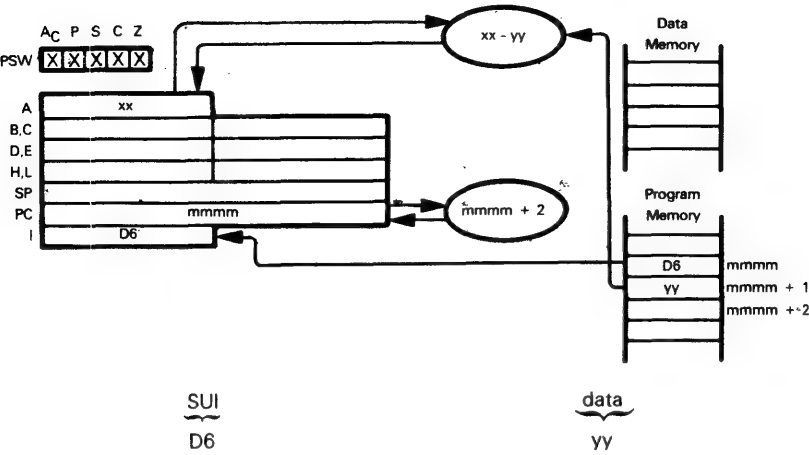 AC P S C Z
PSW X X X X X
A xx
B,C
D,E
H,L
SP
PC mmmm
I D6
xx - yy
mmmm + 2
Data
Memory
Program
Memory
D6 mmmm
yy mmmm + 1
mmmm + 2
SUI data
D6 yy